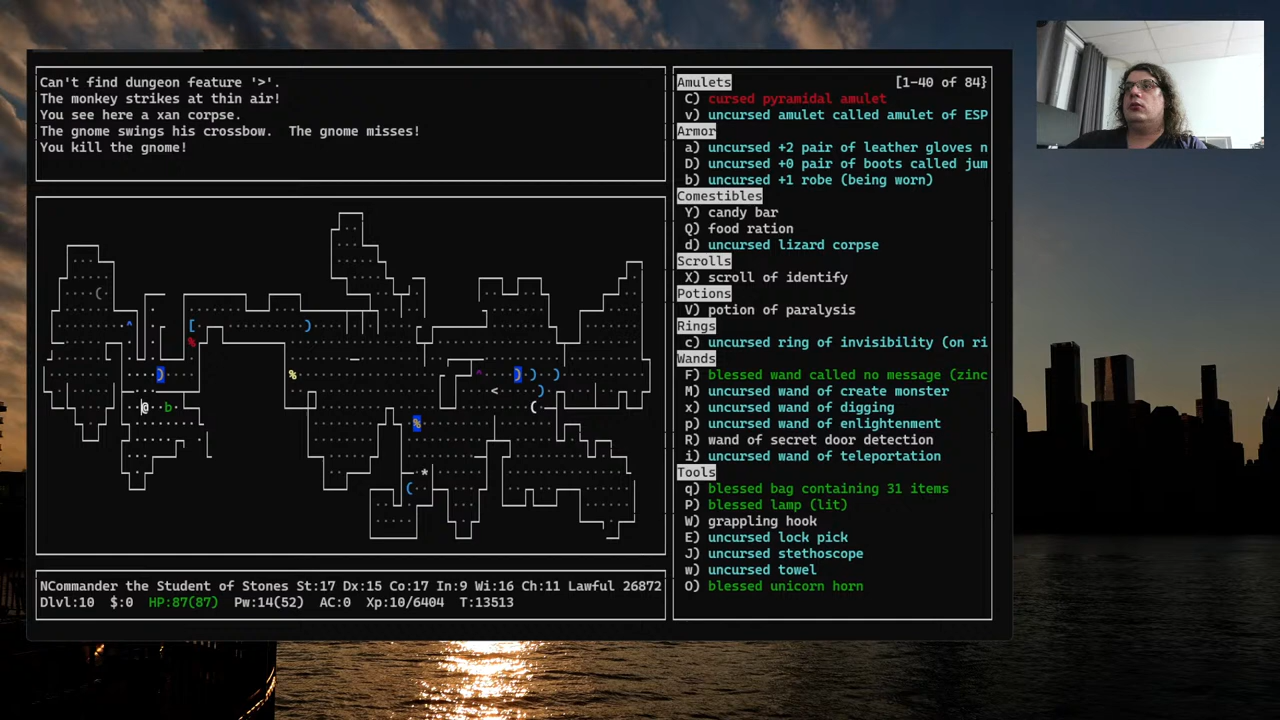 Can't find dungeon feature '>'.
The monkey strikes at thin air!
You see here a xan corpse.
The gnome swings his crossbow.  The gnome misses!
You kill the gnome!
NCommander the Student of Stones St:17 Dx:15 Co:17 In:9 Wi:16 Ch:11 Lawful 26872
Dlvl:10  $:0  HP:87(87)  Pw:14(52)  AC:0  Xp:10/6404  T:13513
Amulets [1-40 of 84}
C) cursed pyramidal amulet
v) uncursed amulet called amulet of ESP
Armor
a) uncursed +2 pair of leather gloves n
D) uncursed +0 pair of boots called jum
b) uncursed +1 robe (being worn)
Comestibles
Y) candy bar
Q) food ration
d) uncursed lizard corpse
Scrolls
X) scroll of identify
Potions
V) potion of paralysis
Rings
c) uncursed ring of invisibility (on ri
Wands
F) blessed wand called no message (zinc
M) uncursed wand of create monster
x) uncursed wand of digging
p) uncursed wand of enlightenment
R) wand of secret door detection
i) uncursed wand of teleportation
Tools
q) blessed bag containing 31 items
P) blessed lamp (lit)
W) grappling hook
E) uncursed lock pick
J) uncursed stethoscope
w) uncursed towel
O) blessed unicorn horn